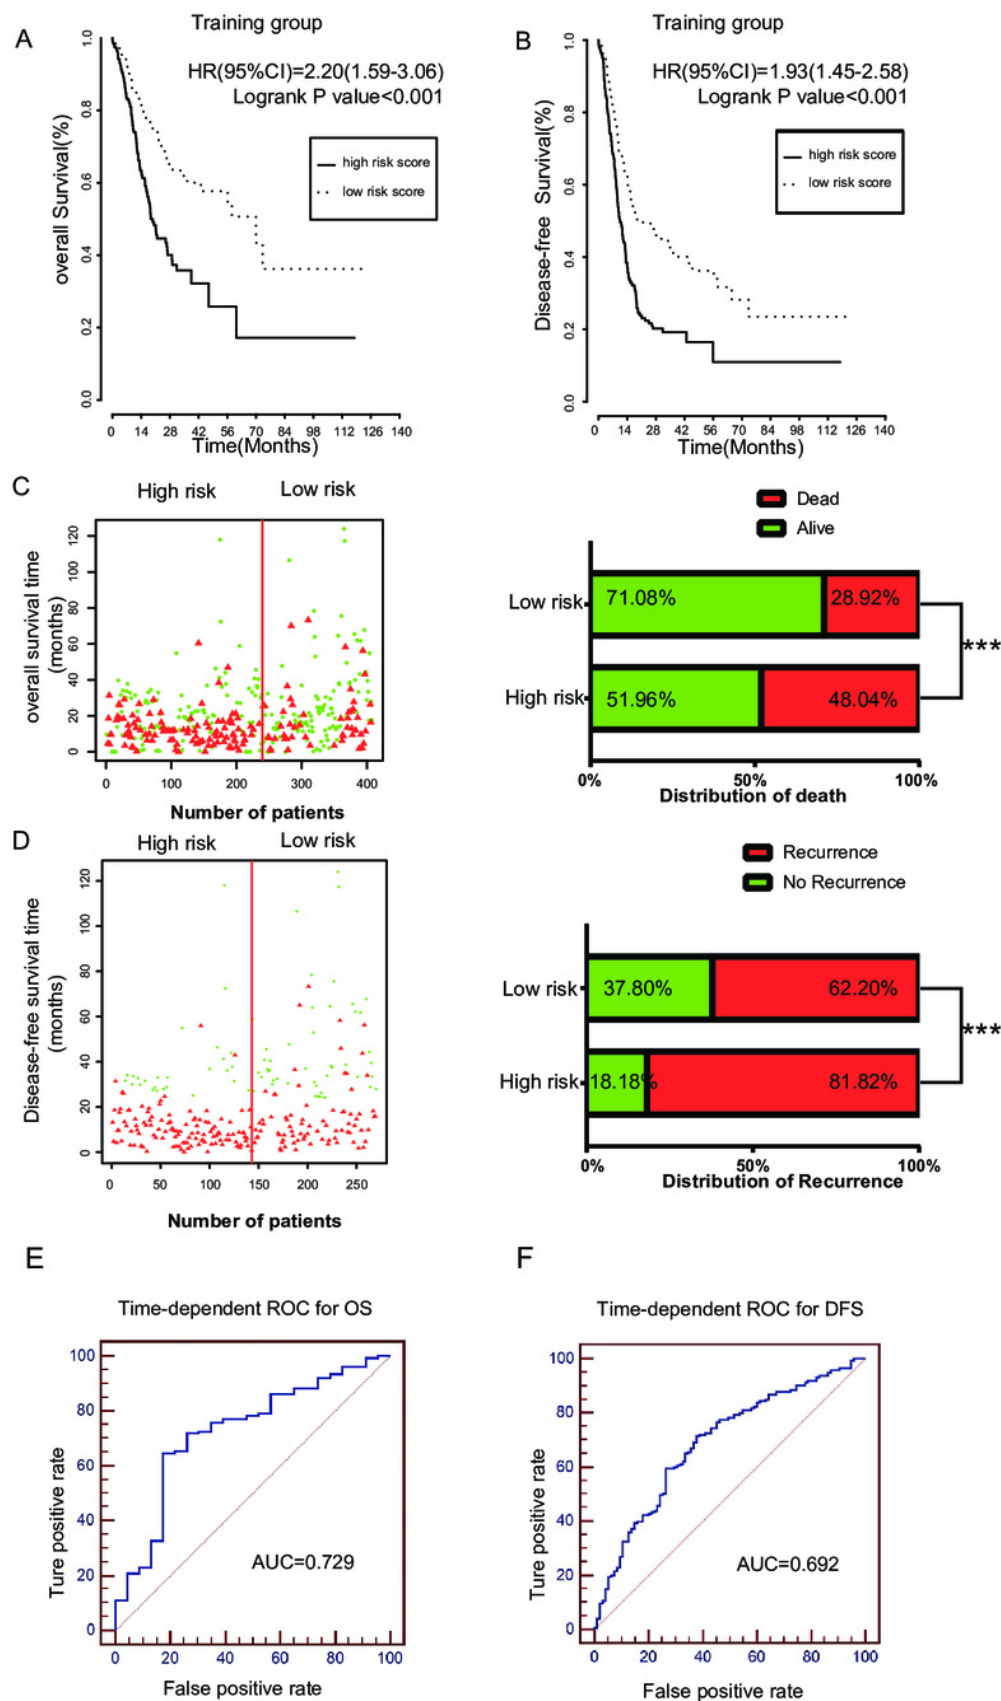 A
Training group
HR(95%CI)=2.20(1.59-3.06)
Logrank P value<0.001
high risk score
low risk score
overall Survival(%)
1.0
0.8
0.6
0.4
0.2
0.0
0 14 28 42 56 70 84 98 112 126 140
Time(Months)
B
Training group
HR(95%CI)=1.93(1.45-2.58)
Logrank P value<0.001
high risk score
low risk score
Disease-free Survival(%)
1.0
0.8
0.6
0.4
0.2
0.0
0 14 28 42 56 70 84 98 112 126 140
Time(Months)
C
High risk
Low risk
overall survival time
(months)
120
100
80
60
40
20
0
0 100 200 300 400
Number of patients
Dead
Alive
Low risk
71.08%
28.92%
High risk
51.96%
48.04%
***
0% 50% 100%
Distribution of death
D
High risk
Low risk
Disease-free survival time
(months)
120
100
80
60
40
20
0
0 50 100 150 200 250
Number of patients
Recurrence
No Recurrence
Low risk
37.80%
62.20%
High risk
18.18%
81.82%
***
0% 50% 100%
Distribution of Recurrence
E
Time-dependent ROC for OS
Ture positive rate
100
80
60
40
20
0
AUC=0.729
0 20 40 60 80 100
False positive rate
F
Time-dependent ROC for DFS
Ture positive rate
100
80
60
40
20
0
AUC=0.692
0 20 40 60 80 100
False positive rate